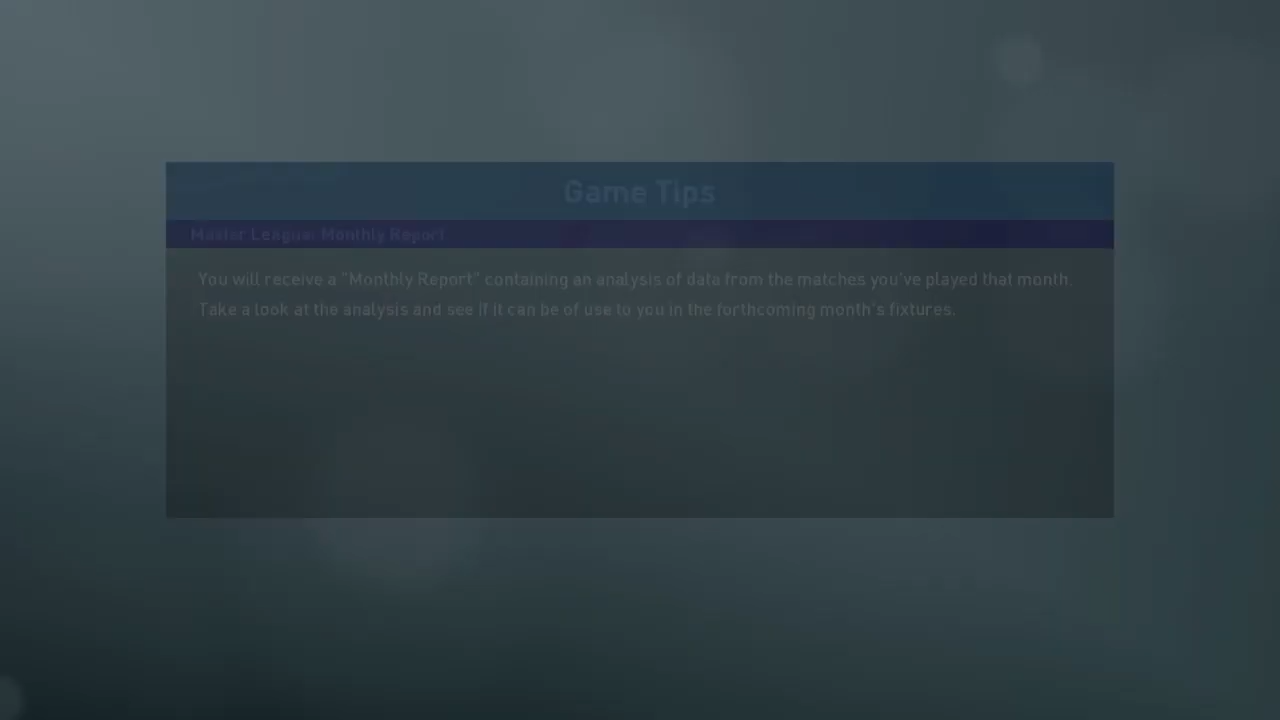 Game Tips
Master League: Monthly Report
You will receive a "Monthly Report" containing an analysis of data from the matches you've played that month.
Take a look at the analysis and see if it can be of use to you in the forthcoming month's fixtures.